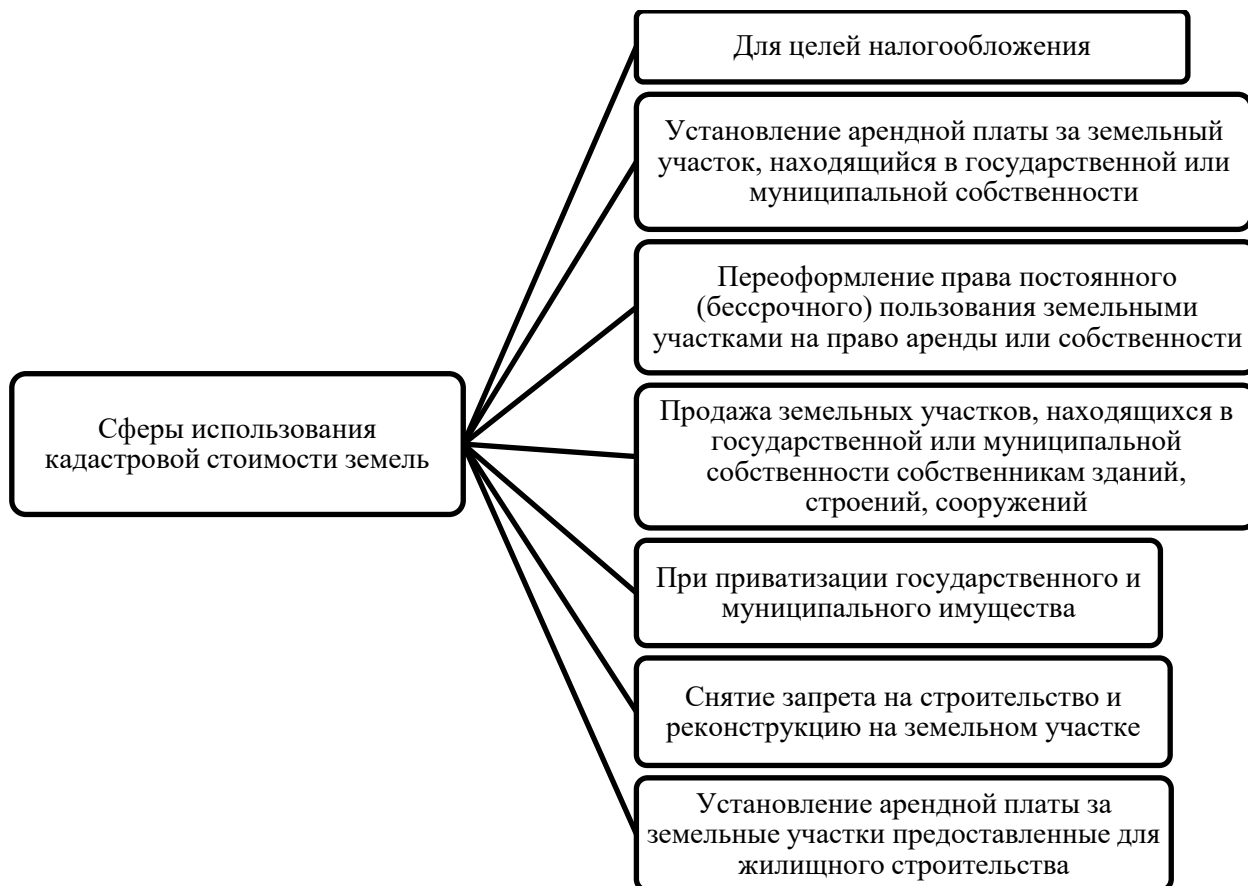 Для целей налогообложения
Установление арендной платы за земельный
участок, находящийся в государственной или
муниципальной собственности
Переоформление права постоянного
(бессрочного) пользования земельными
участками на право аренды или собственности
Сферы использования
кадастровой стоимости земель
Продажа земельных участков, находящихся в
государственной или муниципальной
собственности собственникам зданий,
строений, сооружений
При приватизации государственного и
муниципального имущества
Снятие запрета на строительство и
реконструкцию на земельном участке
Установление арендной платы за
земельные участки предоставленные для
жилищного строительства